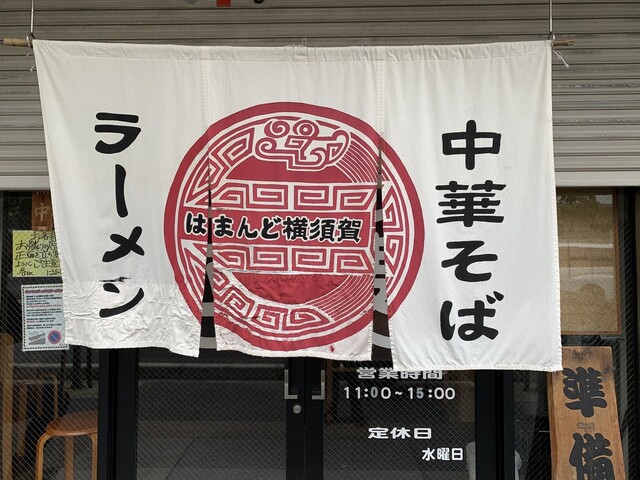 中華そば
はまんど横須賀
ラーメン
営業時間
11:00~15:00
定休日
水曜日
準備